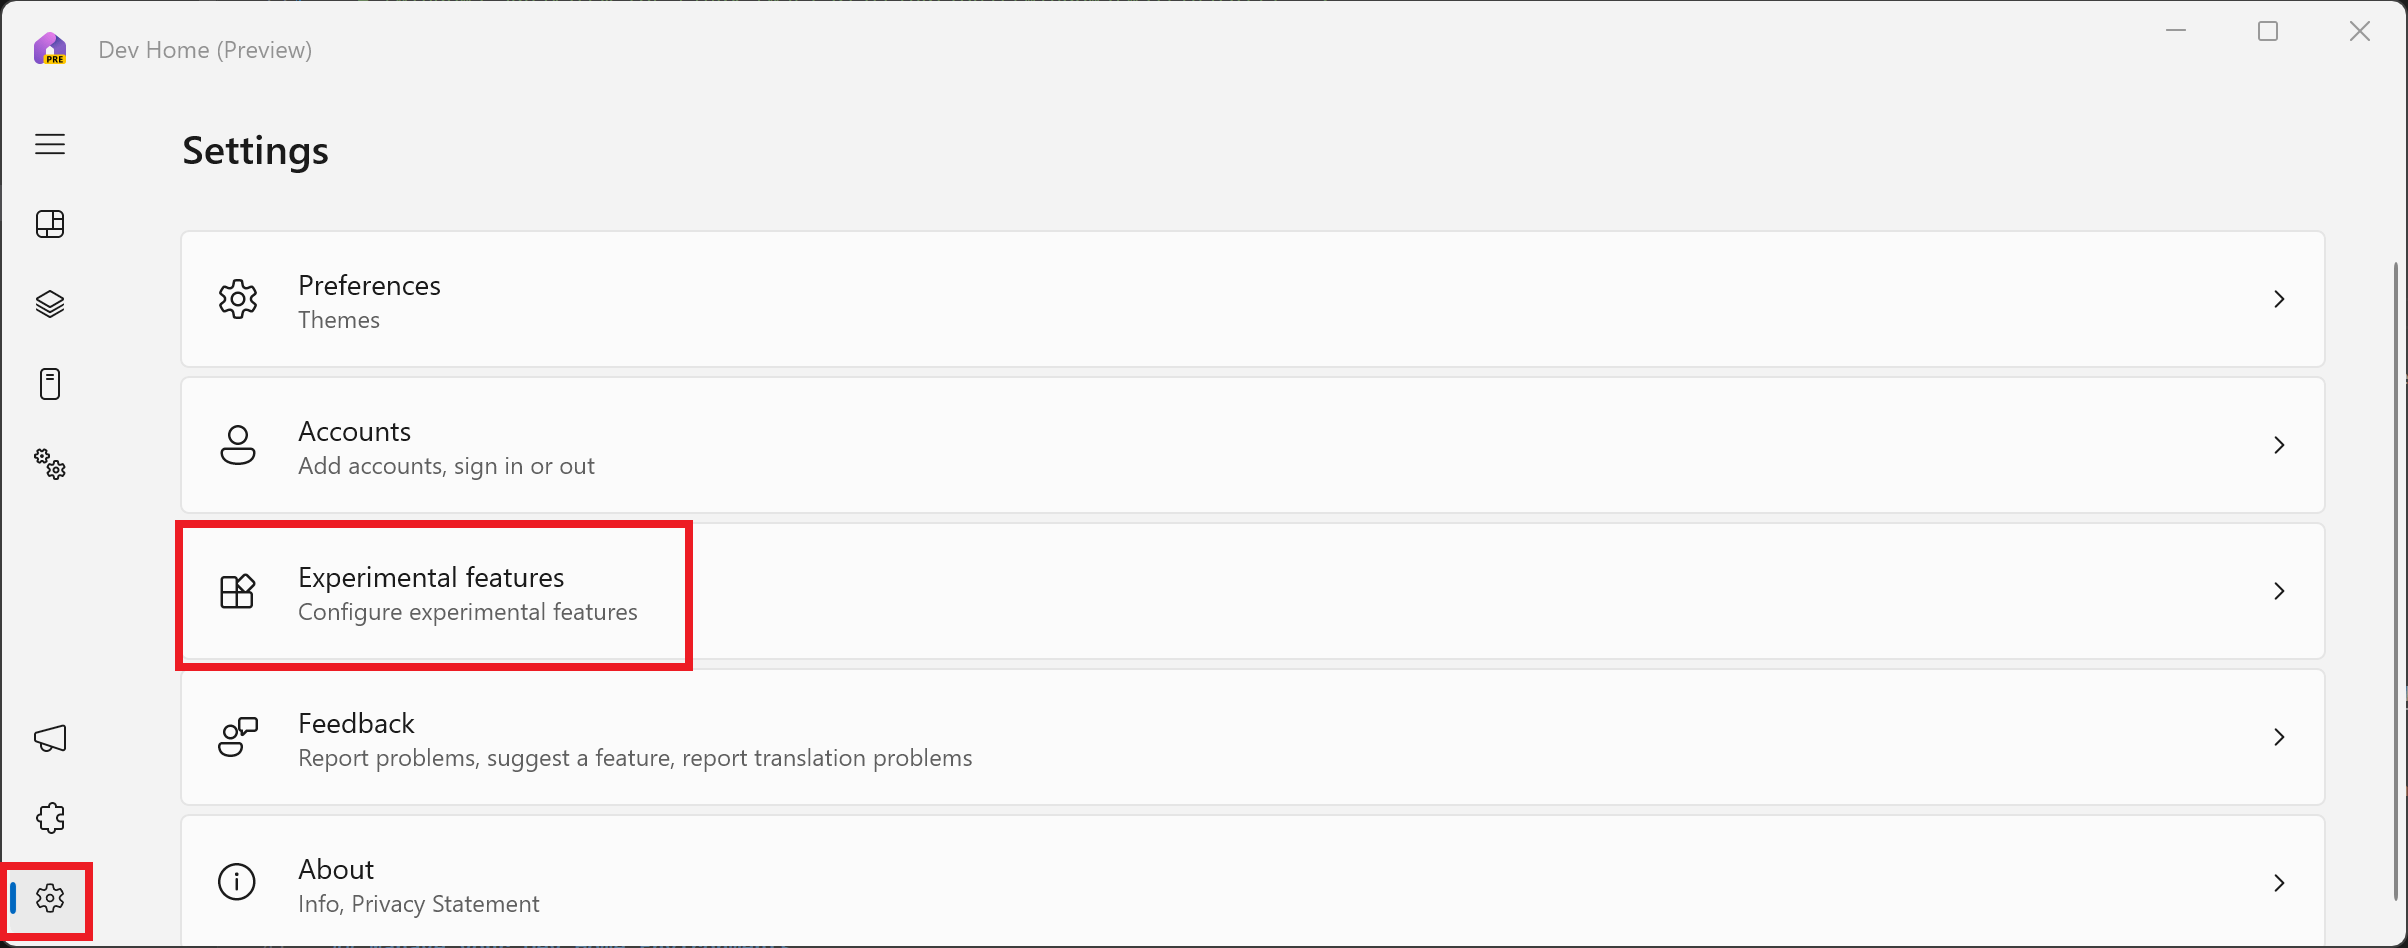 PRE
Dev Home (Preview)
Settings
Preferences
Themes
Accounts
Add accounts, sign in or out
Experimental features
Configure experimental features
Feedback
Report problems, suggest a feature, report translation problems
About
Info, Privacy Statement